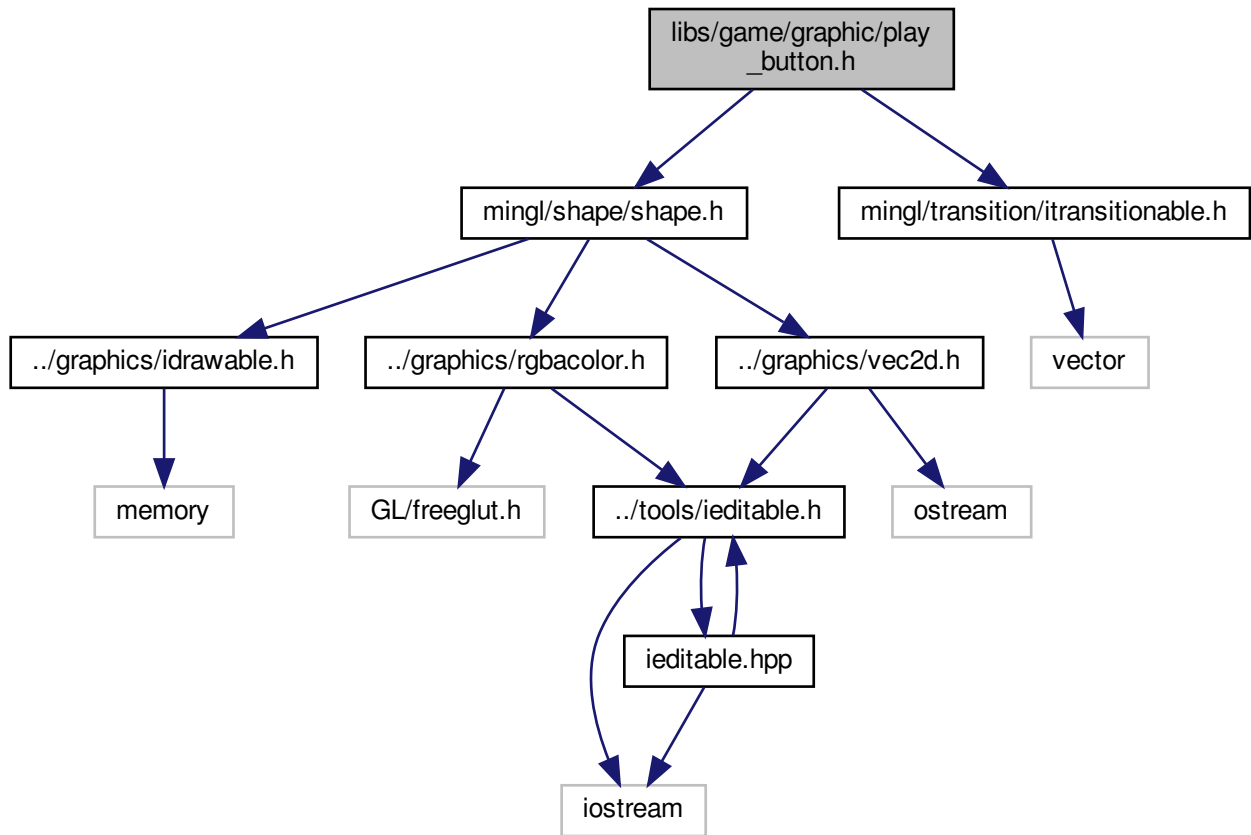 libs/game/graphic/play
_button.h
mingl/shape/shape.h
mingl/transition/itransitionable.h
../graphics/idrawable.h
../graphics/rgbacolor.h
../graphics/vec2d.h
vector
memory
GL/freeglut.h
../tools/ieditable.h
ostream
ieditable.hpp
iostream